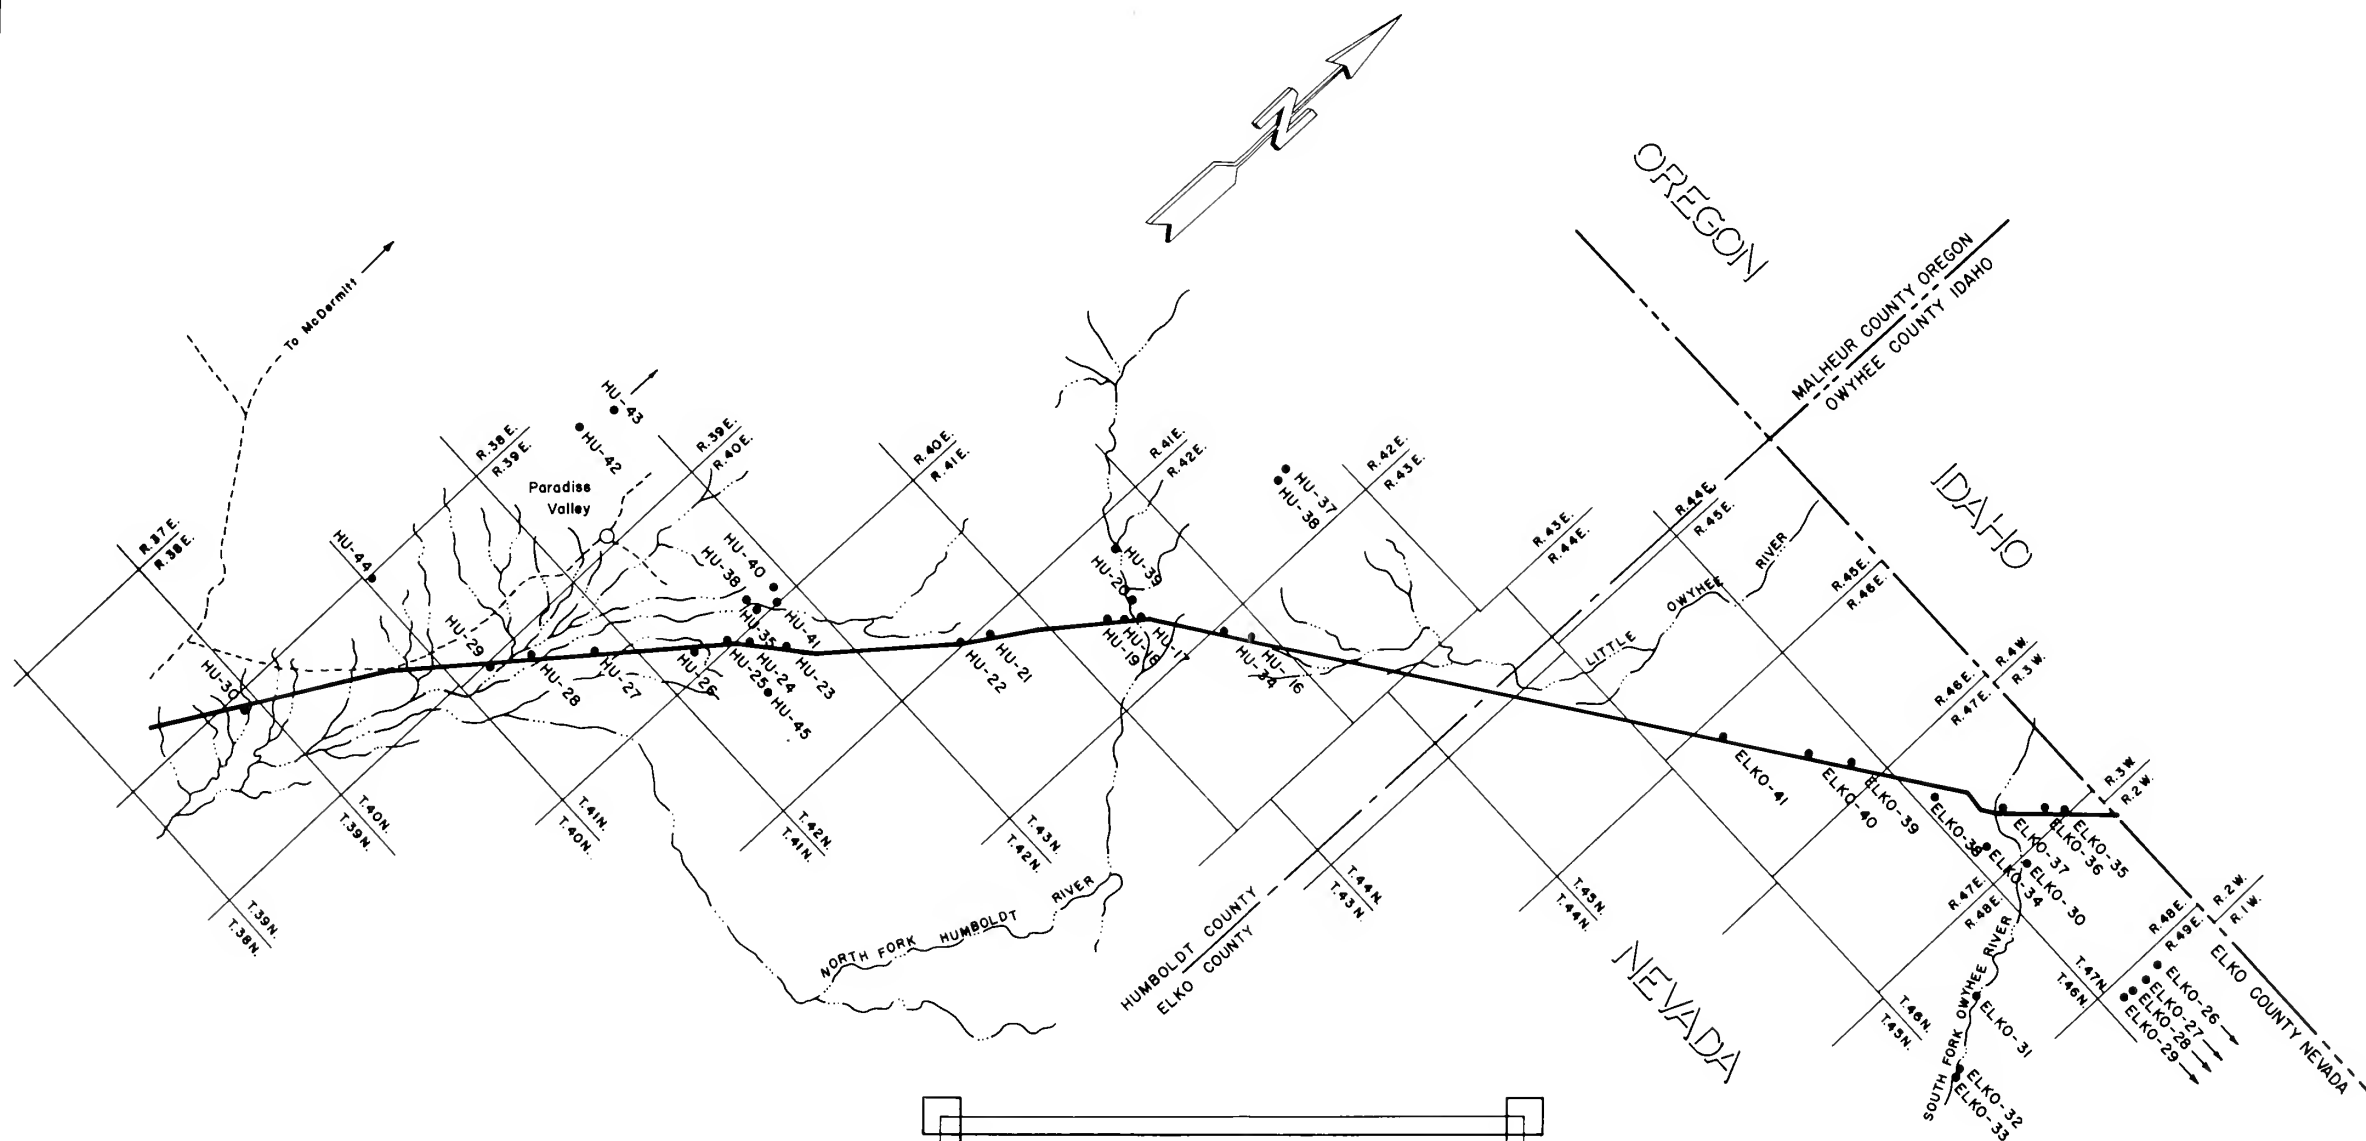 N
OREGON
MALHEUR COUNTY OREGON
OWYHEE COUNTY IDAHO
IDAHO
To McDermitt
HU-43
HU-42
Paradise
Valley
R.37E.
R.38E.
R.38E.
R.39E.
R.39E.
R.40E.
R.40E.
R.41E.
R.41E.
R.42E.
R.42E.
R.43E.
R.43E.
R.44E.
R.44E.
R.45E.
R.45E.
R.46E.
R.46E.
R.47E.
R.4W.
R.3W.
R.3W.
R.2W.
R.2W.
R.1W.
R.47E.
R.48E.
R.48E.
R.49E.
HU-44
HU-30
HU-29
HU-28
HU-27
HU-26
HU-25
HU-24
HU-23
HU-45
HU-38
HU-40
HU-35
HU-41
HU-22
HU-21
HU-39
HU-20
HU-19
HU-18
HU-17
HU-37
HU-38
HU-34
HU-16
LITTLE OWYHEE RIVER
ELKO-41
ELKO-40
ELKO-39
ELKO-38
ELKO-37
ELKO-36
ELKO-35
ELKO-34
ELKO-30
ELKO-31
ELKO-32
ELKO-33
ELKO-26
ELKO-27
ELKO-28
ELKO-29
T.39N.
T.38N.
T.40N.
T.39N.
T.41N.
T.40N.
T.42N.
T.41N.
T.43N.
T.42N.
T.44N.
T.43N.
T.45N.
T.44N.
T.46N.
T.45N.
T.47N.
T.46N.
NORTH FORK HUMBOLDT RIVER
HUMBOLDT COUNTY
ELKO COUNTY
NEVADA
SOUTH FORK OWYHEE RIVER
ELKO COUNTY NEVADA